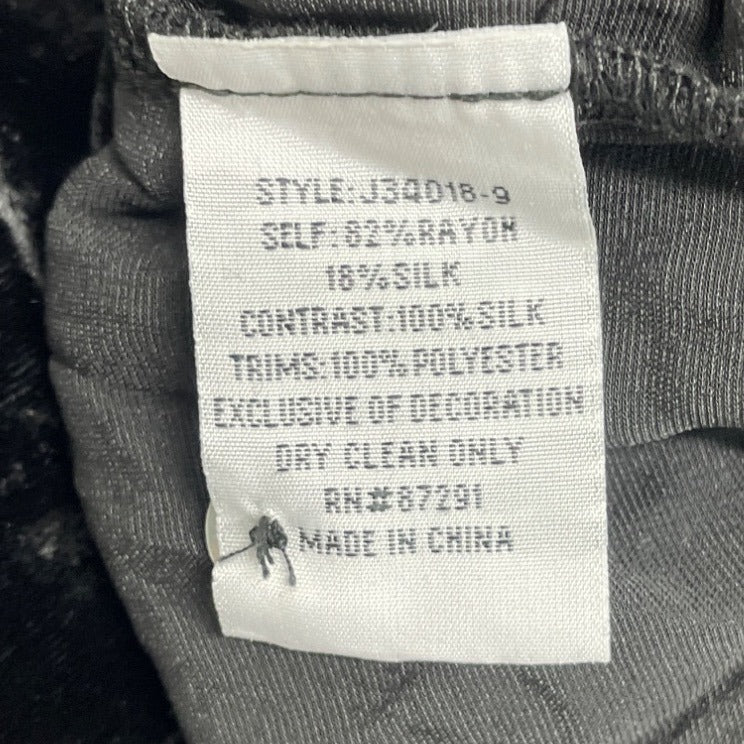 STYLE: J3Q018-9
SELF: 82% RAYON
18% SILK
CONTRAST: 100% SILK
TRIMS: 100% POLYESTER
EXCLUSIVE OF DECORATION
DRY CLEAN ONLY
RN#87291
MADE IN CHINA